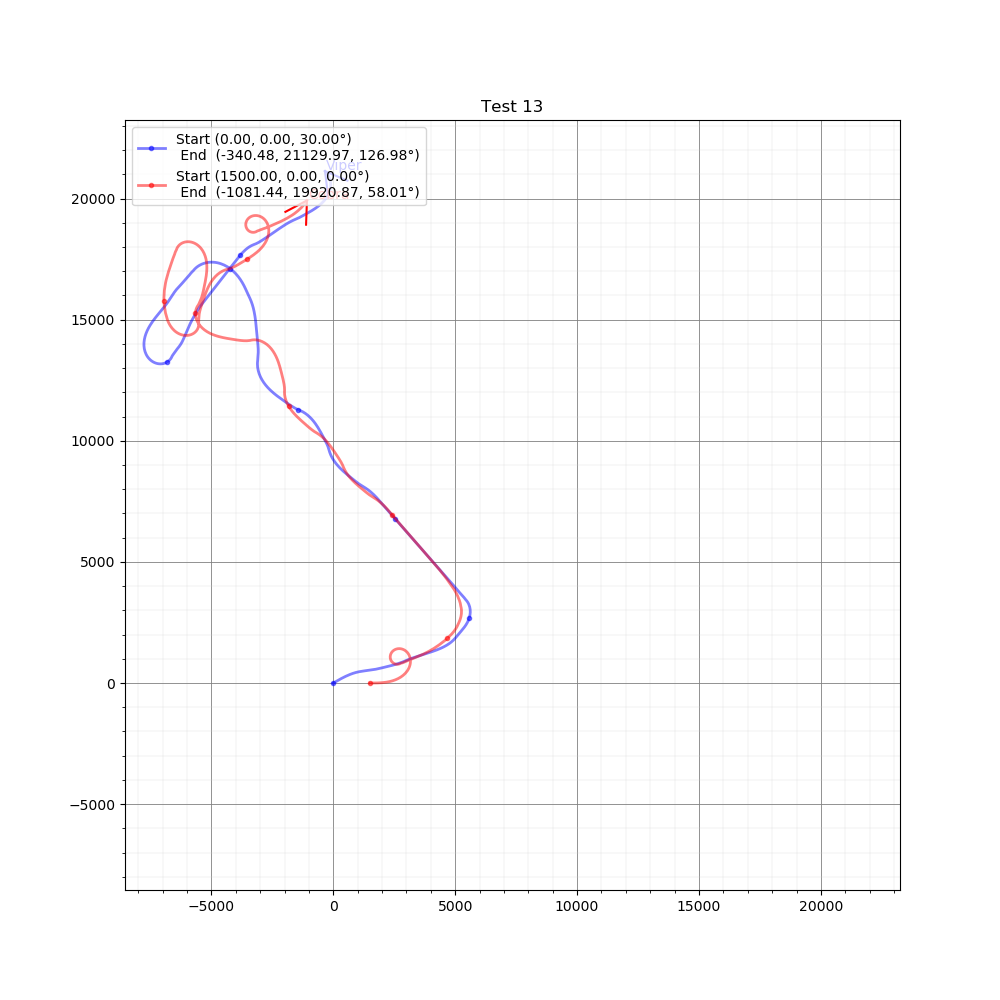 Test 13
Start (0.00, 0.00, 30.00°)
End (-340.48, 21129.97, 126.98°)
Viper
Start (1500.00, 0.00, 0.00°)
End (-1081.44, 19920.87, 58.01°)
20000
15000
10000
5000
0
−5000
−5000 0 5000 10000 15000 20000